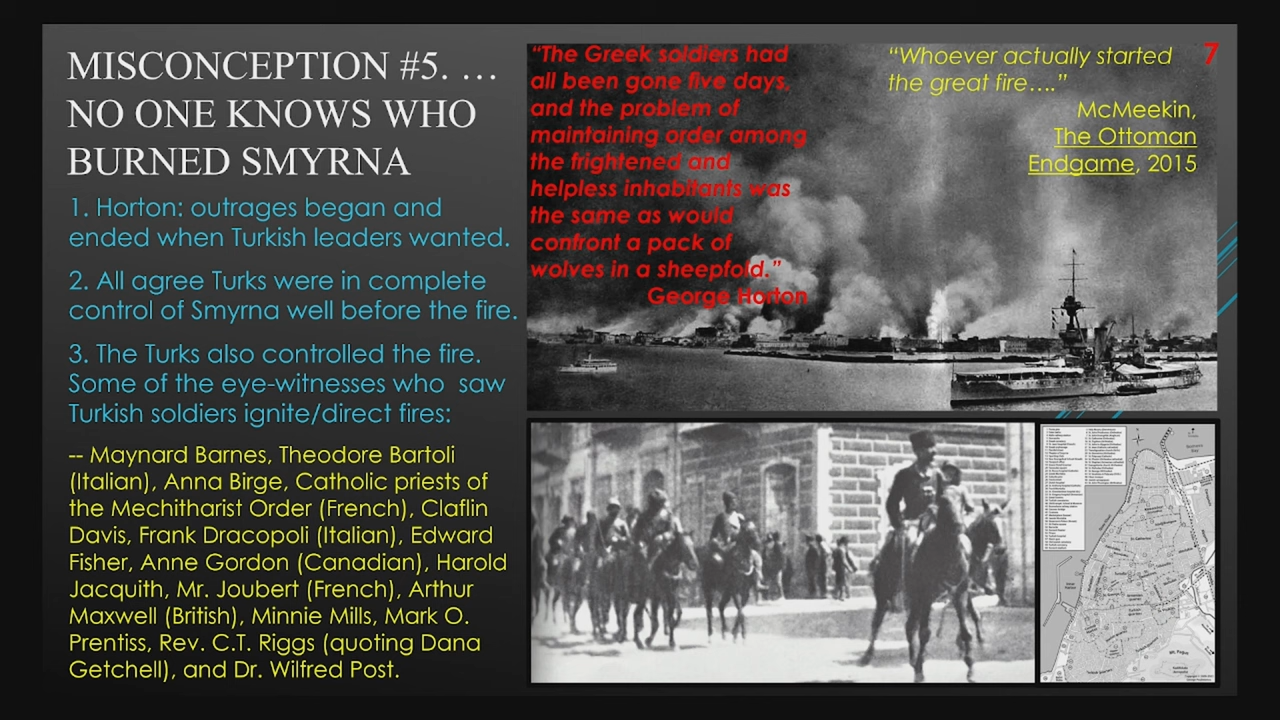 MISCONCEPTION #5. …
NO ONE KNOWS WHO
BURNED SMYRNA
1. Horton: outrages began and
ended when Turkish leaders wanted.
2. All agree Turks were in complete
control of Smyrna well before the fire.
3. The Turks also controlled the fire.
Some of the eye-witnesses who saw
Turkish soldiers ignite/direct fires:
-- Maynard Barnes, Theodore Bartoli
(Italian), Anna Birge, Catholic Priests of
the Mechitharist Order (French), Claflin
Davis, Frank Dracopoli (Italian), Edward
Fisher, Anne Gordon (Canadian), Harold
Jacquith, Mr. Joubert (French), Arthur
Maxwell (British), Minnie Mills, Mark O.
Prentiss, Rev. C.T. Riggs (quoting Dana
Getchell), and Dr. Wilfred Post.
“The Greek soldiers had
all been gone five days,
and the problem of
maintaining order among
the frightened and
helpless inhabitants was
the same as would
confront a pack of
wolves in a sheepfold.”
George Horton
“Whoever actually started
the great fire….”
McMeekin,
The Ottoman
Endgame, 2015
7